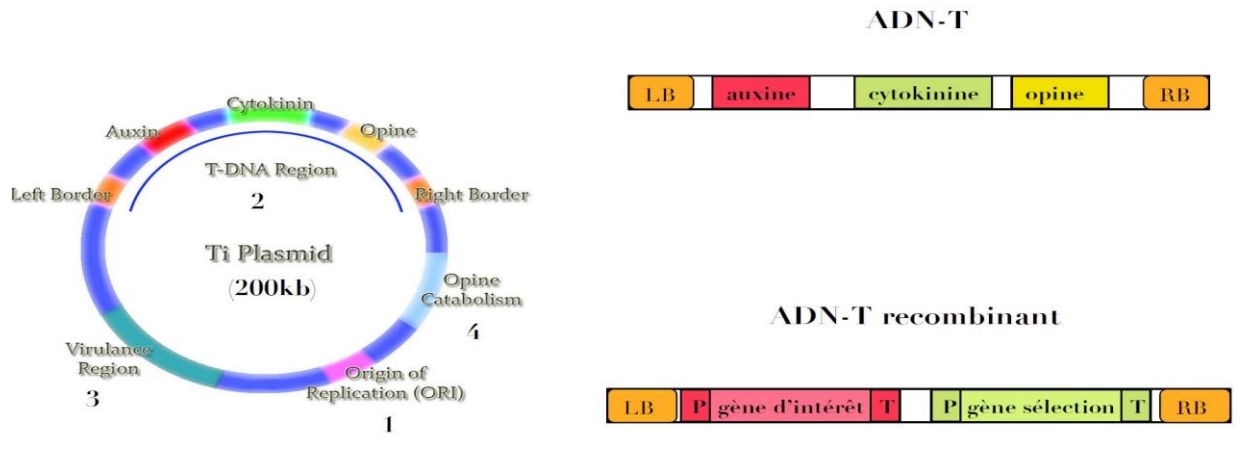 Cytokinin
Auxin
Opine
T-DNA Region
2
Left Border
Right Border
Ti Plasmid
(200kb)
Opine
Catabolism
4
Virulance
Region
3
Origin of
Replication (ORI)
1
ADN-T
LB auxine cytokinine opine RB
ADN-T recombinant
LB P gène d'intérêt T P gène sélection T RB